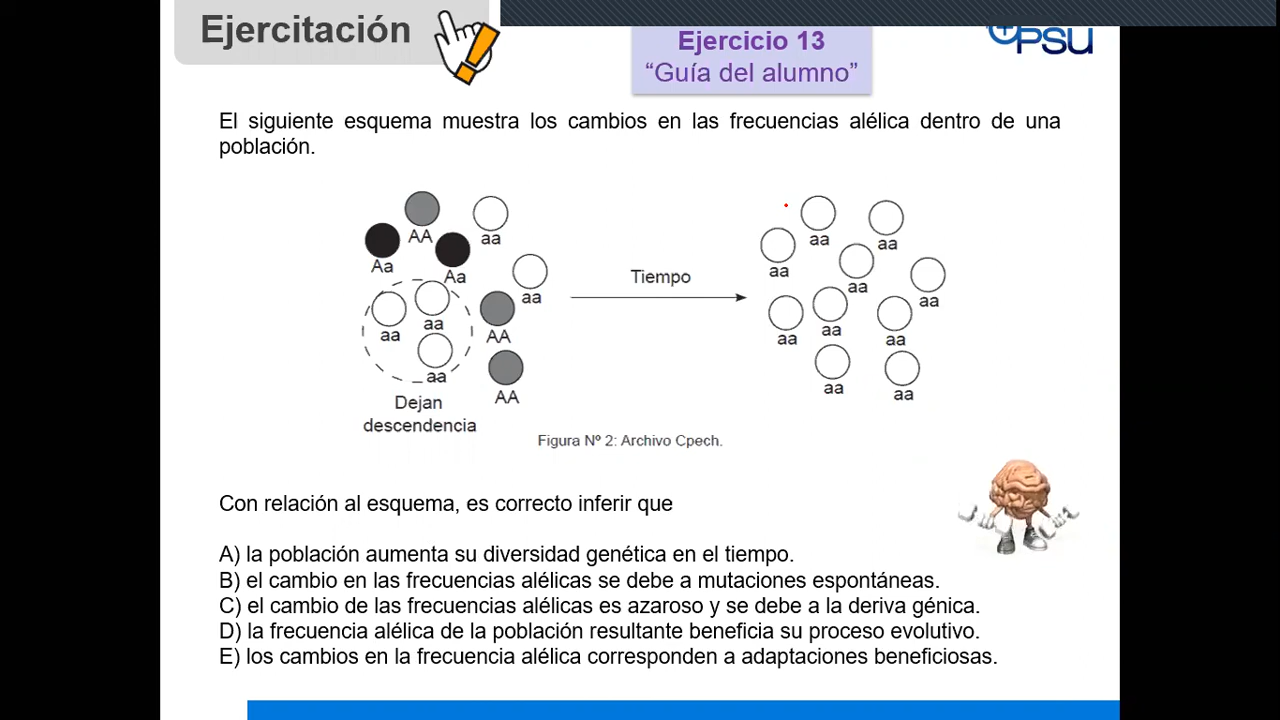 Ejercitación
Ejercicio 13
“Guía del alumno”
PSU
El siguiente esquema muestra los cambios en las frecuencias alélica dentro de una
población.
AA
aa
Aa
Aa
aa
aa
aa
AA
aa
AA
Dejan
descendencia
Tiempo
aa
aa
aa
aa
aa
aa
aa
aa
aa
aa
Figura Nº 2: Archivo Cpech.
Con relación al esquema, es correcto inferir que
A) la población aumenta su diversidad genética en el tiempo.
B) el cambio en las frecuencias alélicas se debe a mutaciones espontáneas.
C) el cambio de las frecuencias alélicas es azaroso y se debe a la deriva génica.
D) la frecuencia alélica de la población resultante beneficia su proceso evolutivo.
E) los cambios en la frecuencia alélica corresponden a adaptaciones beneficiosas.